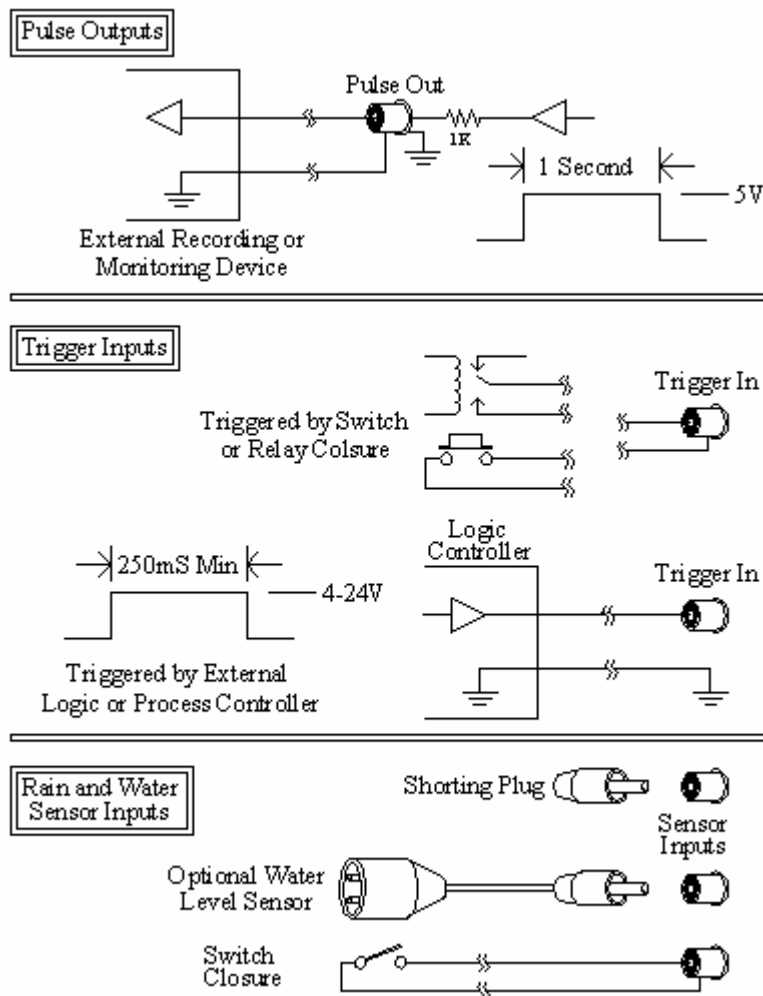 Pulse Outputs
Pulse Out
1K
1 Second
5V
External Recording or
Monitoring Device
Trigger Inputs
Triggered by Switch
or Relay Colsure
Trigger In
250mS Min
4-24V
Triggered by External
Logic or Process Controller
Logic
Controller
Trigger In
Rain and Water
Sensor Inputs
Shorting Plug
Sensor
Inputs
Optional Water
Level Sensor
Switch
Closure